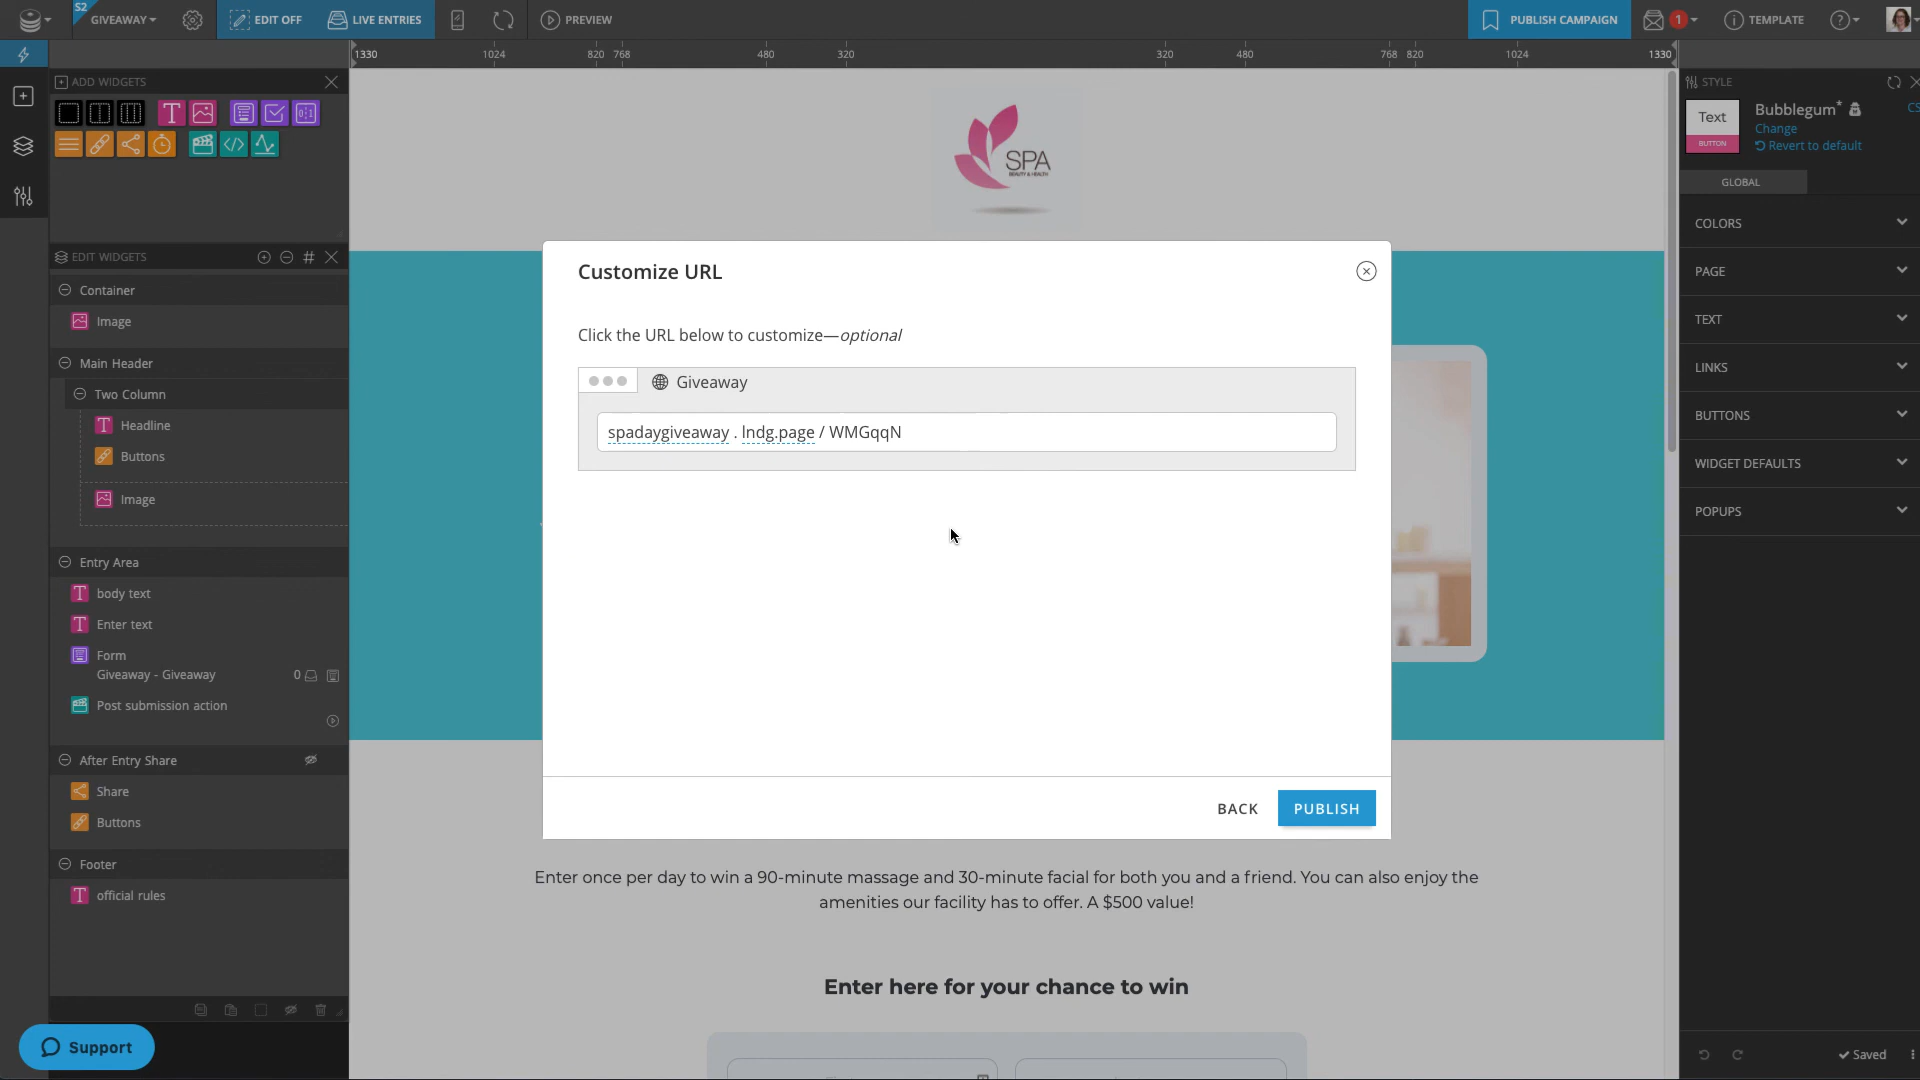 S2
GIVEAWAY
EDIT OFF
LIVE ENTRIES
PREVIEW
PUBLISH CAMPAIGN
1
TEMPLATE
?
1330 1024 820 768 480 320 320 480 768 820 1024 1330
ADD WIDGETS
EDIT WIDGETS
Container
Image
Main Header
Two Column
Headline
Buttons
Image
Entry Area
body text
Enter text
Form
Giveaway - Giveaway 0
Post submission action
After Entry Share
Share
Buttons
Footer
official rules
Support
SPA
BEAUTY & HEALTH
Customize URL
Click the URL below to customize—optional
Giveaway
spadaygiveaway . lndg.page / WMGqqN
BACK
PUBLISH
Enter once per day to win a 90-minute massage and 30-minute facial for both you and a friend. You can also enjoy the
amenities our facility has to offer. A $500 value!
Enter here for your chance to win
STYLE
Text
BUTTON
Bubblegum*
CS
Change
Revert to default
GLOBAL
COLORS
PAGE
TEXT
LINKS
BUTTONS
WIDGET DEFAULTS
POPUPS
Saved